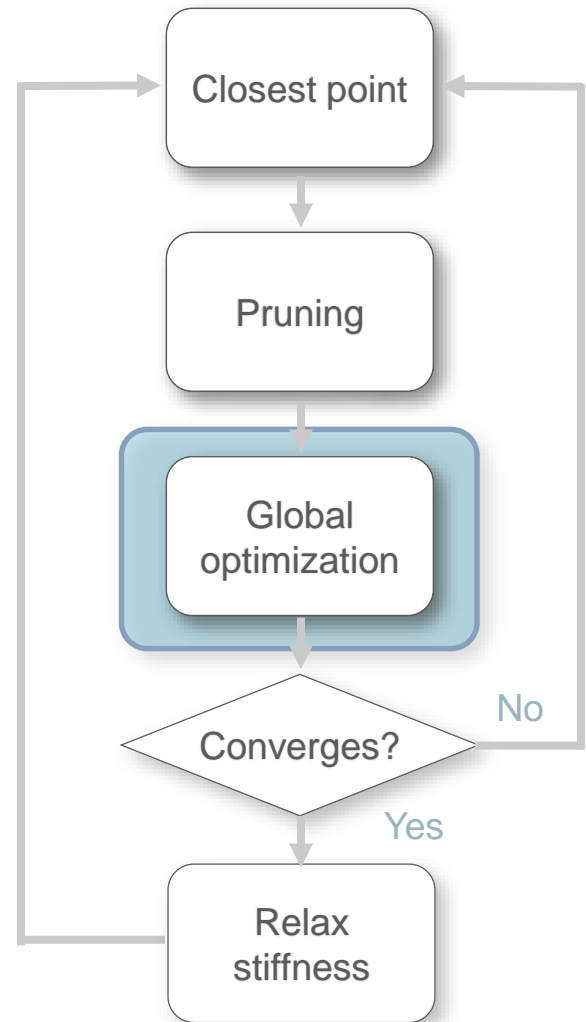 Closest point
Pruning
Global
optimization
Converges?
No
Yes
Relax
stiffness